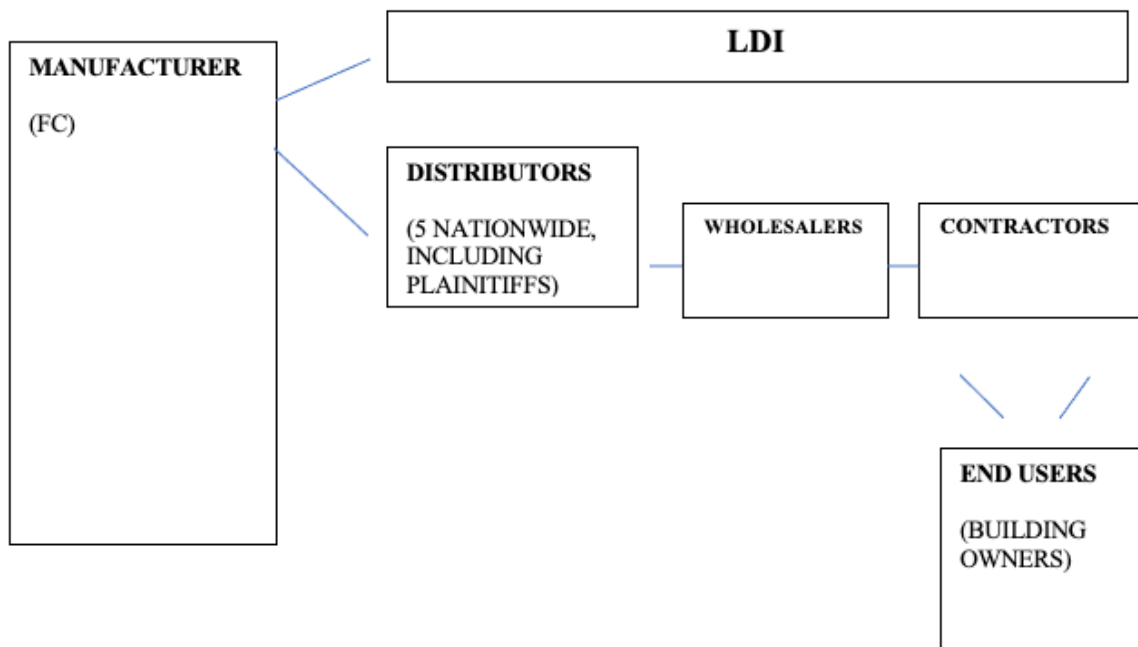 LDI
MANUFACTURER
(FC)
DISTRIBUTORS
(5 NATIONWIDE,
INCLUDING
PLAINITIFFS)
WHOLESALERS
CONTRACTORS
END USERS
(BUILDING
OWNERS)